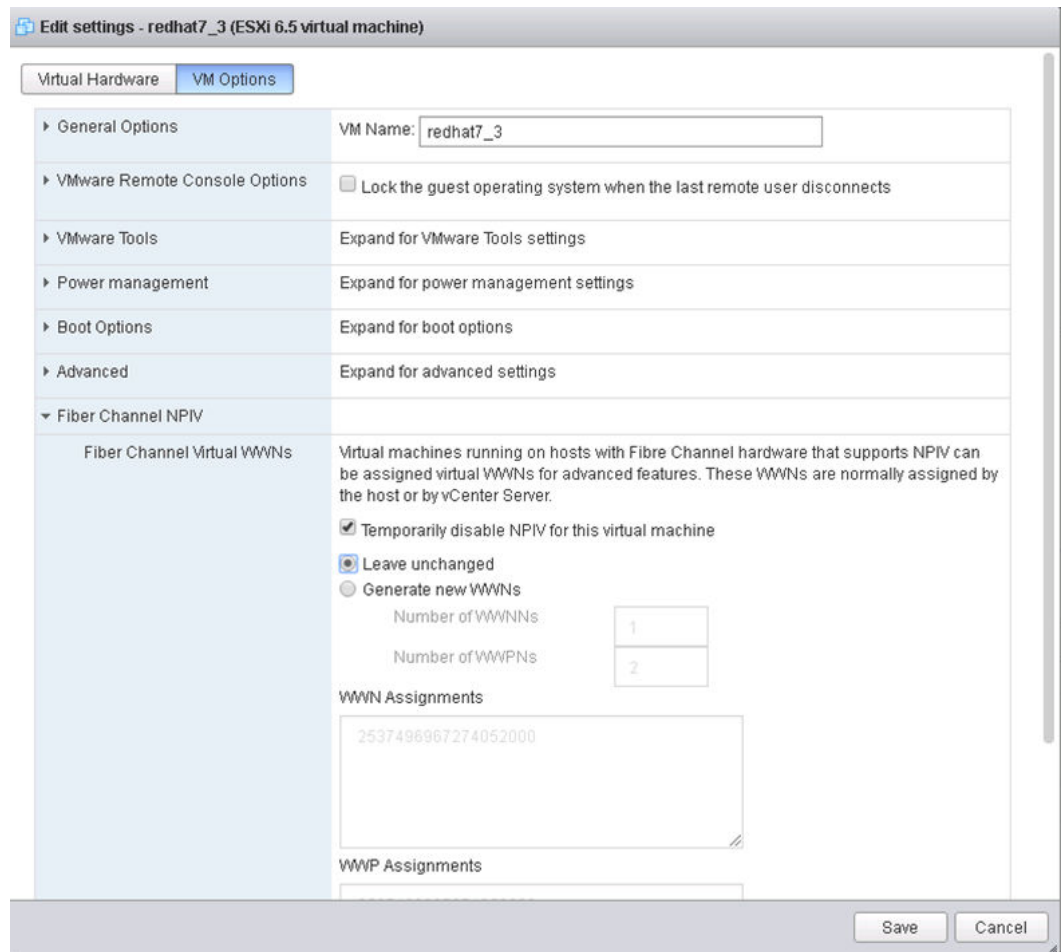 Edit settings - redhat7_3 (ESXi 6.5 virtual machine)
Virtual Hardware
VM Options
General Options
VM Name: redhat7_3
VMware Remote Console Options
Lock the guest operating system when the last remote user disconnects
VMware Tools
Expand for VMware Tools settings
Power management
Expand for power management settings
Boot Options
Expand for boot options
Advanced
Expand for advanced settings
Fiber Channel NPIV
Fiber Channel Virtual WWNs
Virtual machines running on hosts with Fibre Channel hardware that supports NPIV can
be assigned virtual WWNs for advanced features. These WWNs are normally assigned by
the host or by vCenter Server.
Temporarily disable NPIV for this virtual machine
Leave unchanged
Generate new WWNs
Number of WWNNs
1
Number of WWPNs
2
WWN Assignments
2537496967274052000
WWP Assignments
Save
Cancel